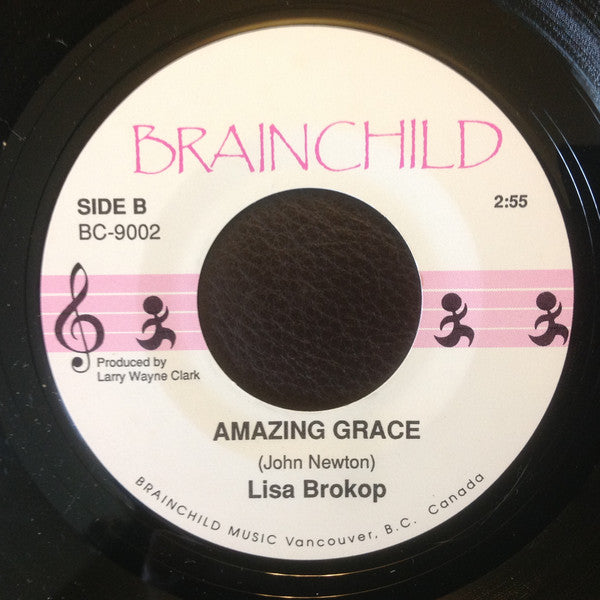 BRAINCHILD
SIDE B
2:55
BC-9002
Produced by
Larry Wayne Clark
AMAZING GRACE
(John Newton)
Lisa Brokop
BRAINCHILD MUSIC Vancouver, B.C. Canada